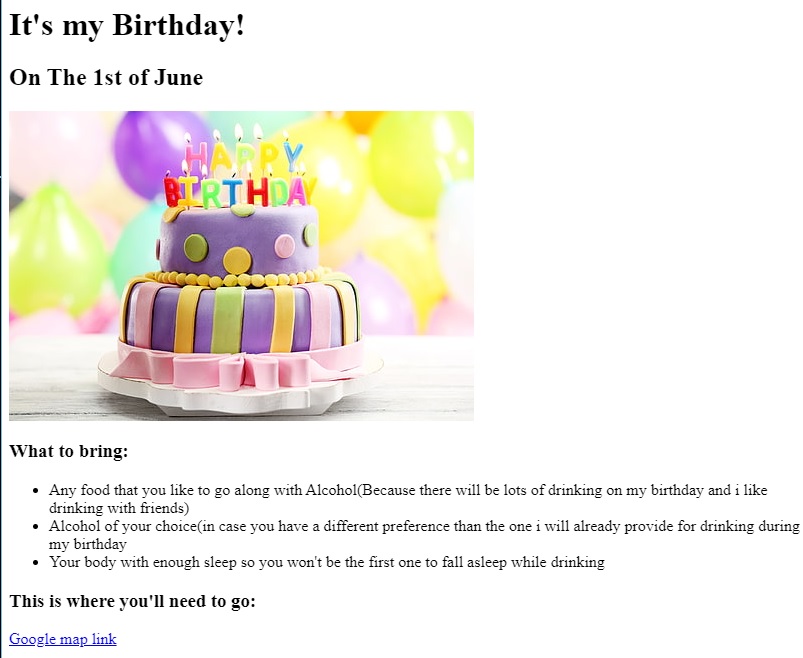 It's my Birthday!
On The 1st of June
HAPPY
BIRTHDAY
What to bring:
• Any food that you like to go along with Alcohol(Because there will be lots of drinking on my birthday and i like
drinking with friends)
• Alcohol of your choice(in case you have a different preference than the one i will already provide for drinking during
my birthday
• Your body with enough sleep so you won't be the first one to fall asleep while drinking
This is where you'll need to go:
Google map link